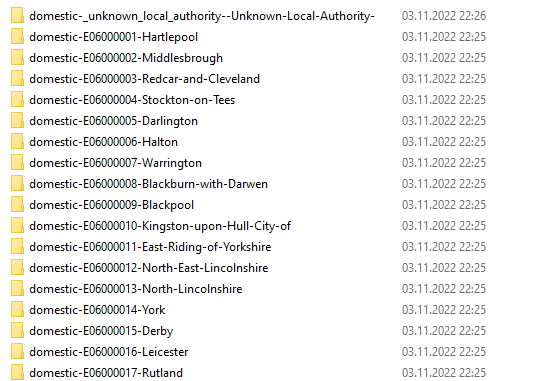 domestic-_unknown_local_authority--Unknown-Local-Authority- 03.11.2022 22:26
domestic-E06000001-Hartlepool 03.11.2022 22:25
domestic-E06000002-Middlesbrough 03.11.2022 22:25
domestic-E06000003-Redcar-and-Cleveland 03.11.2022 22:25
domestic-E06000004-Stockton-on-Tees 03.11.2022 22:25
domestic-E06000005-Darlington 03.11.2022 22:25
domestic-E06000006-Halton 03.11.2022 22:25
domestic-E06000007-Warrington 03.11.2022 22:25
domestic-E06000008-Blackburn-with-Darwen 03.11.2022 22:25
domestic-E06000009-Blackpool 03.11.2022 22:25
domestic-E06000010-Kingston-upon-Hull-City-of 03.11.2022 22:25
domestic-E06000011-East-Riding-of-Yorkshire 03.11.2022 22:25
domestic-E06000012-North-East-Lincolnshire 03.11.2022 22:25
domestic-E06000013-North-Lincolnshire 03.11.2022 22:25
domestic-E06000014-York 03.11.2022 22:25
domestic-E06000015-Derby 03.11.2022 22:25
domestic-E06000016-Leicester 03.11.2022 22:25
domestic-E06000017-Rutland 03.11.2022 22:25